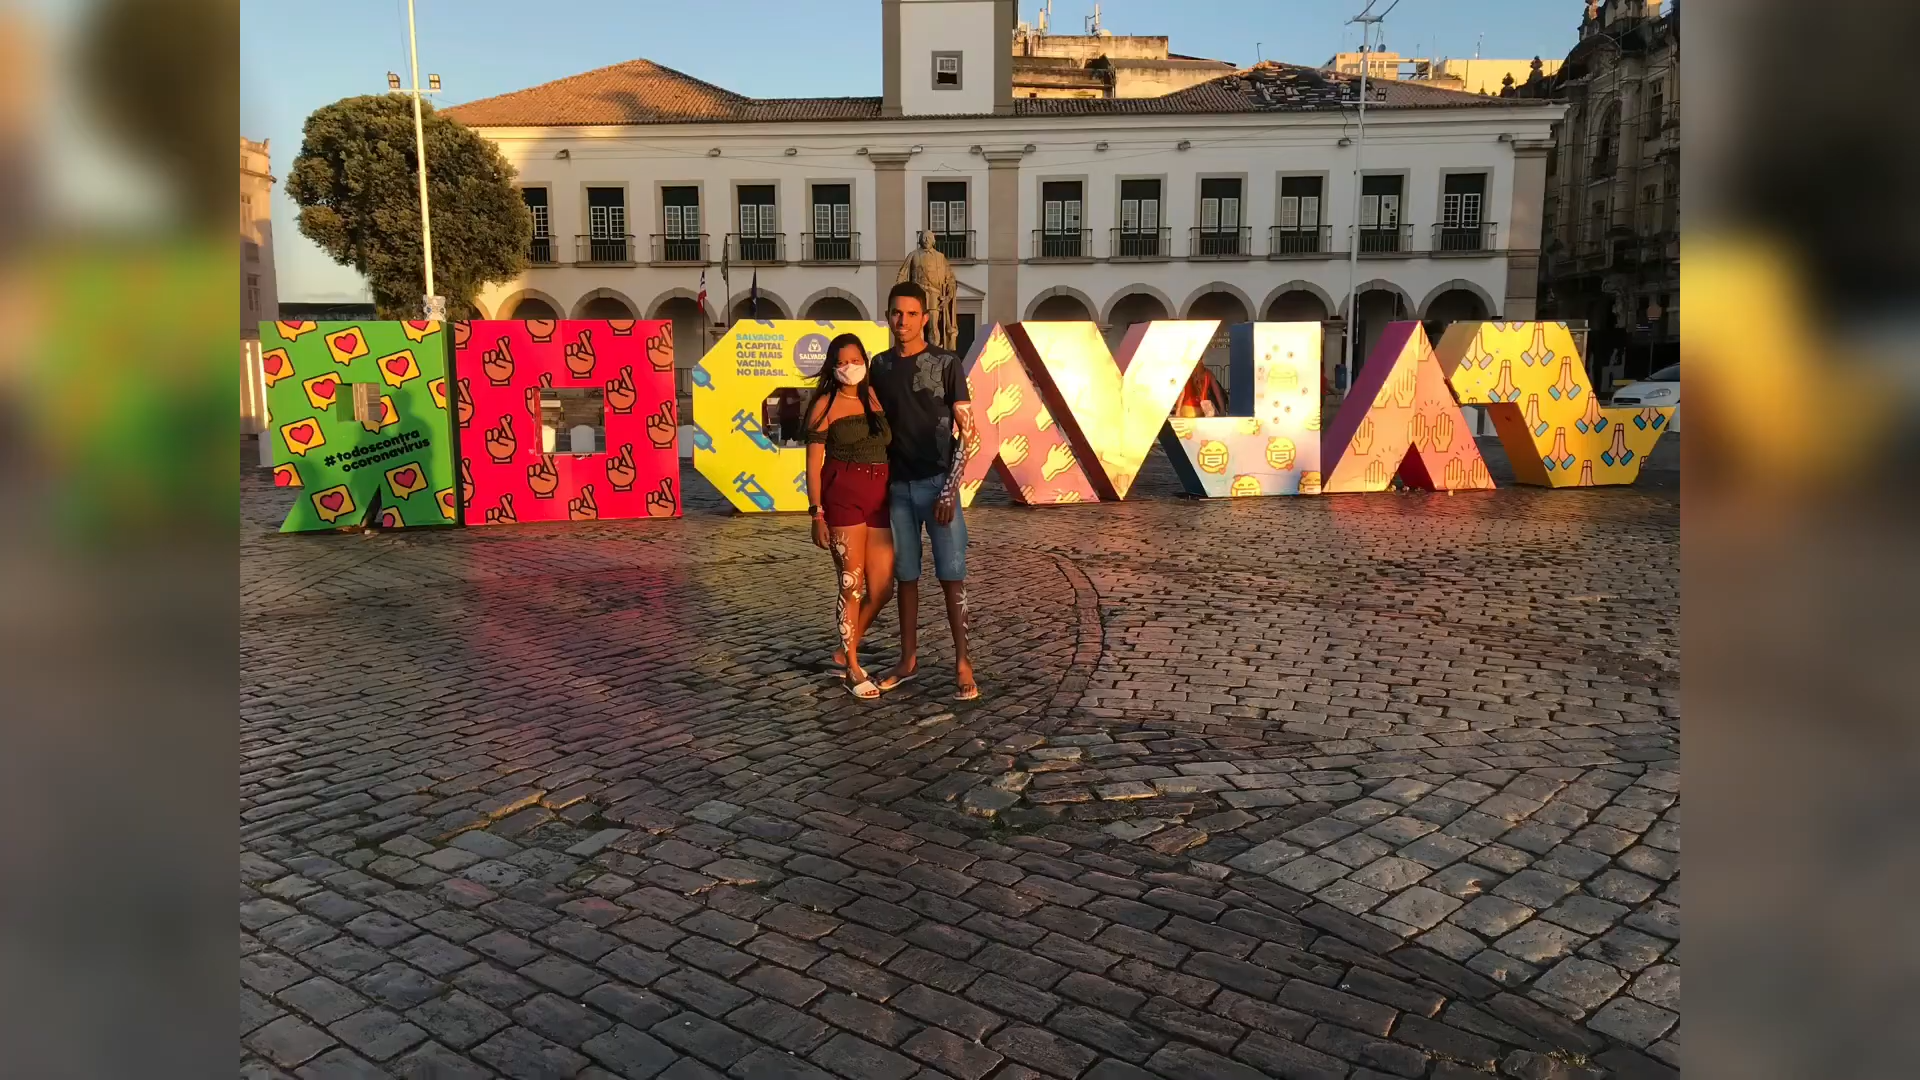 SALVADOR
#todoscontra
ocoronavirus
SALVADOR,
A CAPITAL
QUE MAIS
VACINA
NO BRASIL.